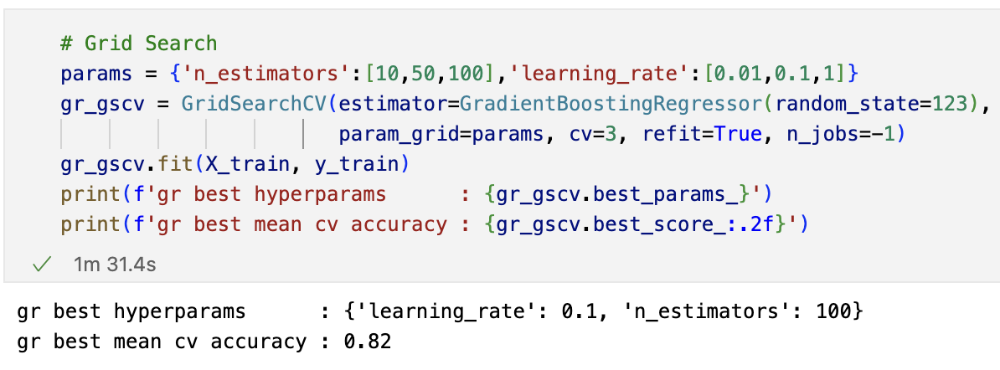 # Grid Search
params = {'n_estimators':[10,50,100],'learning_rate':[0.01,0.1,1]}
gr_gscv = GridSearchCV(estimator=GradientBoostingRegressor(random_state=123),
param_grid=params, cv=3, refit=True, n_jobs=-1)
gr_gscv.fit(X_train, y_train)
print(f'gr best hyperparams      : {gr_gscv.best_params_}')
print(f'gr best mean cv accuracy : {gr_gscv.best_score_:.2f}')
1m 31.4s
gr best hyperparams      : {'learning_rate': 0.1, 'n_estimators': 100}
gr best mean cv accuracy : 0.82